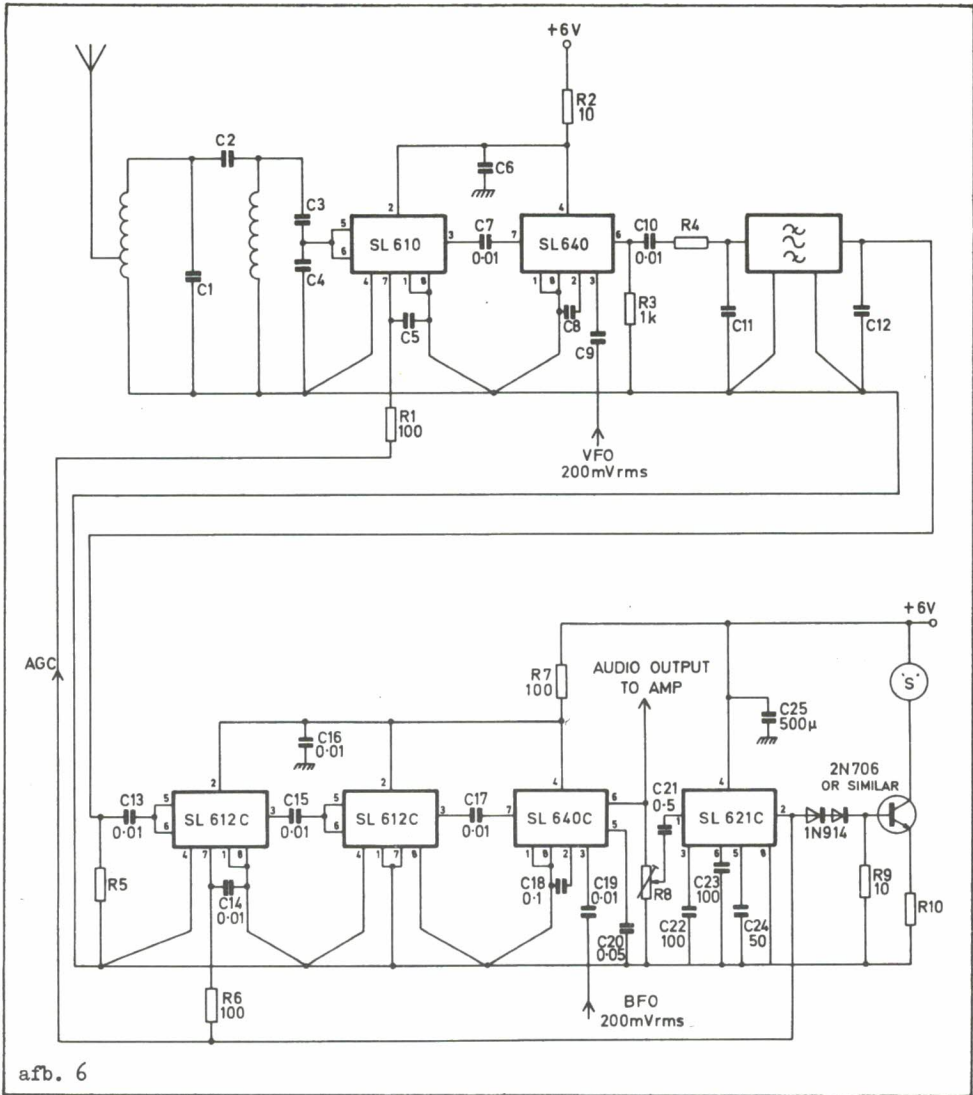 +6V
R2
10
C2
C6
C3
C4
C1
2
5
6
SL 610
3
4 7 1 8
C5
C7
0·01
4
7
SL640
6
1 8 2 3
C8
C9
C10
0·01
R4
R3
1k
C11
C12
R1
100
VFO
200mVrms
AGC
+6V
R7
100
AUDIO OUTPUT
TO AMP
'S'
C25
500µ
C16
0·01
2N706
OR SIMILAR
C13
0·01
2
5
6
SL 612C
3
4 7 1 8
C14
0·01
C15
0·01
2
5
6
SL 612C
3
4 1 7 8
C17
0·01
4
7
SL 640C
6
5
1 8 2 3
C18
0·1
C19
0·01
C20
0·05
R8
C21
0·5
4
1
SL 621C
2
3 6 5 8
C23
100
C22
100
C24
50
1N914
R9
10
R10
R5
R6
100
BFO
200mVrms
afb. 6